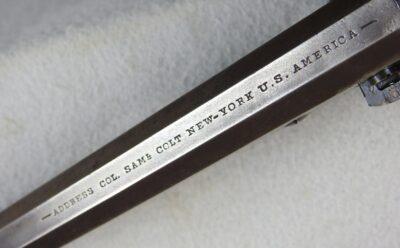 —ADDRESS COL. SAML COLT NEW-YORK U.S. AMERICA—